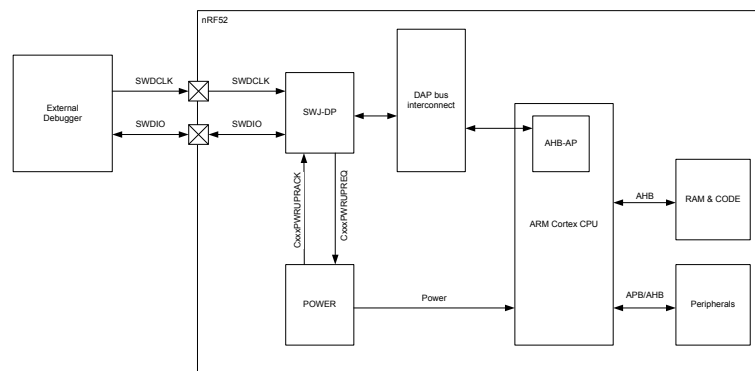 nRF52
External
Debugger
SWDCLK
SWDCLK
SWDIO
SWDIO
SWJ-DP
DAP bus
interconnect
AHB-AP
ARM Cortex CPU
CxxxPWRUPRACK
CxxxPWRUPREQ
POWER
Power
AHB
RAM & CODE
APB/AHB
Peripherals